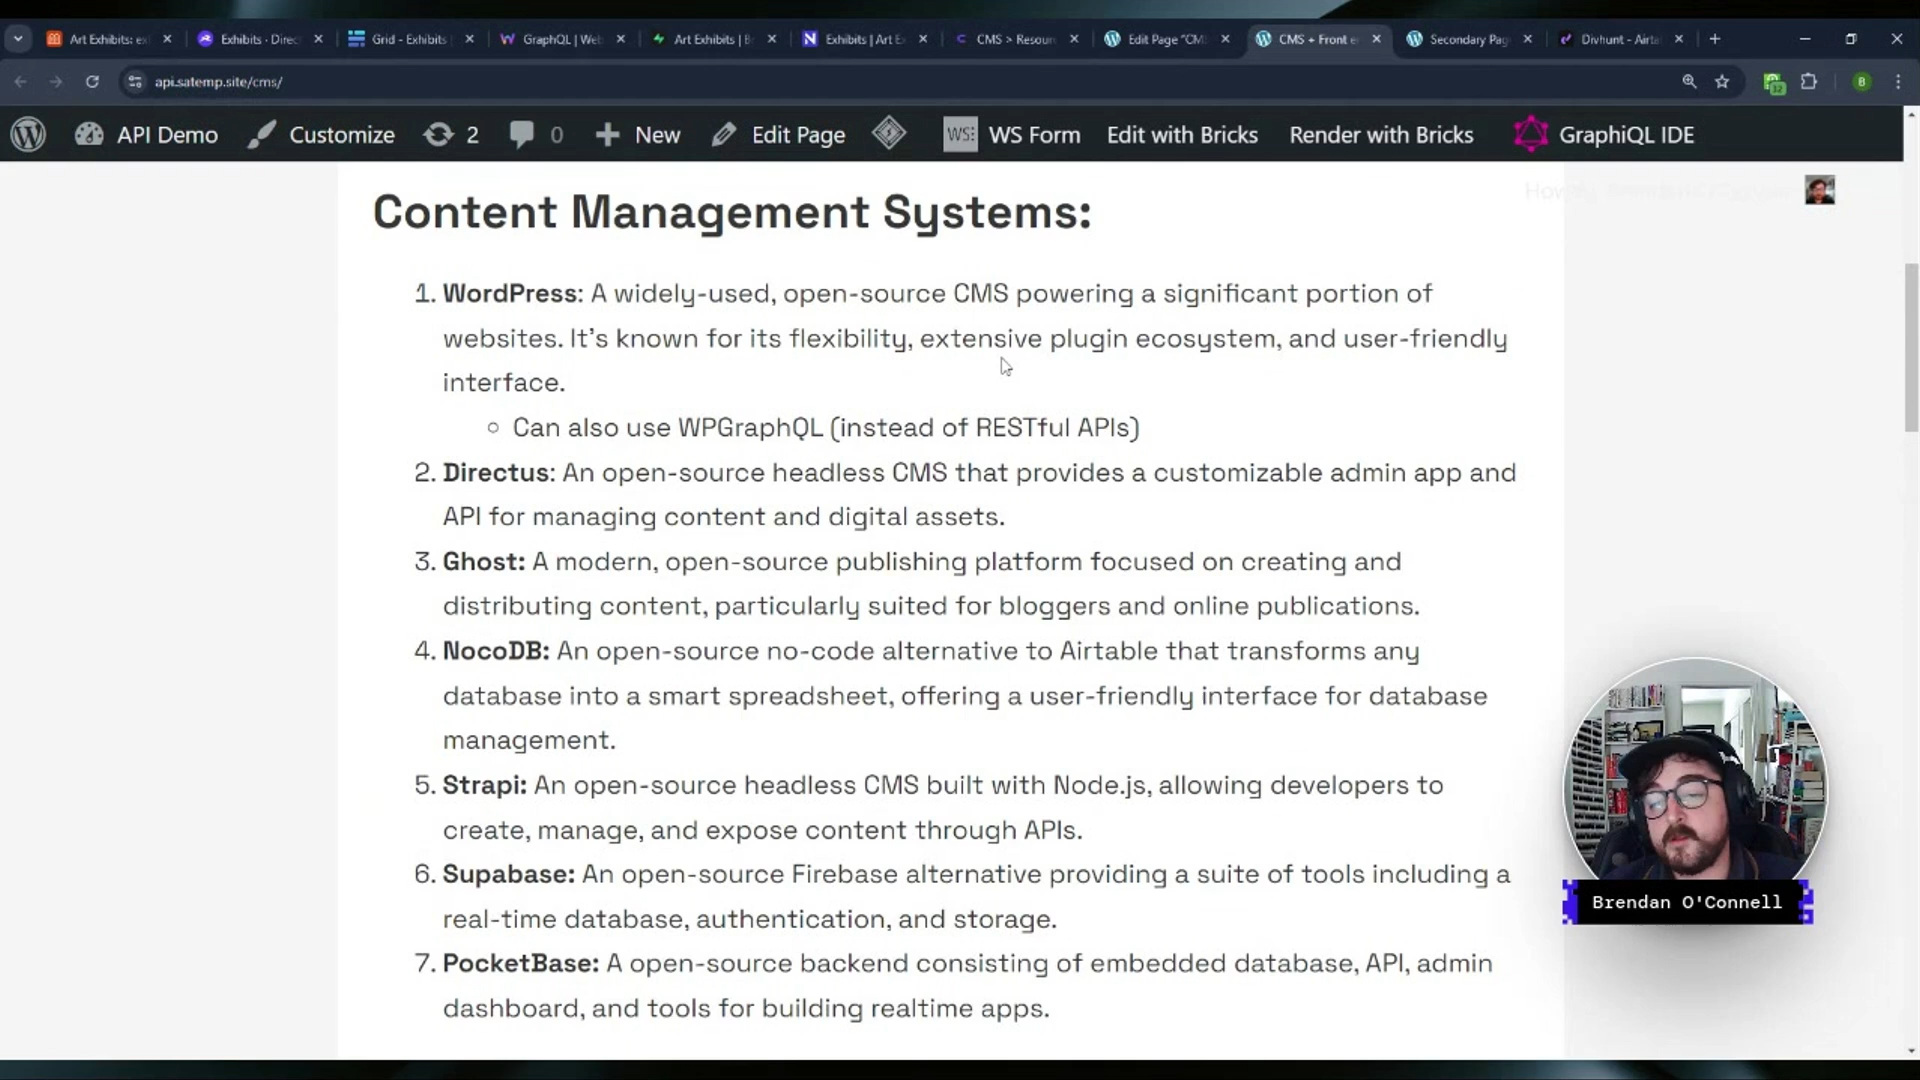 Art Exhibits: ex
Exhibits · Direc
Grid - Exhibits
GraphQL | Web
Art Exhibits | B
Exhibits | Art Ex
CMS > Resour
Edit Page "CM
CMS + Front e
Secondary Pag
Divhunt - Airta
api.satemp.site/cms/
B
API Demo
Customize
2
0
New
Edit Page
WS:
WS Form
Edit with Bricks
Render with Bricks
GraphiQL IDE
Content Management Systems:
1. WordPress: A widely-used, open-source CMS powering a significant portion of
websites. It's known for its flexibility, extensive plugin ecosystem, and user-friendly
interface.
Can also use WPGraphQL (instead of RESTful APIs)
2. Directus: An open-source headless CMS that provides a customizable admin app and
API for managing content and digital assets.
3. Ghost: A modern, open-source publishing platform focused on creating and
distributing content, particularly suited for bloggers and online publications.
4. NocoDB: An open-source no-code alternative to Airtable that transforms any
database into a smart spreadsheet, offering a user-friendly interface for database
management.
5. Strapi: An open-source headless CMS built with Node.js, allowing developers to
create, manage, and expose content through APIs.
6. Supabase: An open-source Firebase alternative providing a suite of tools including a
real-time database, authentication, and storage.
7. PocketBase: A open-source backend consisting of embedded database, API, admin
dashboard, and tools for building realtime apps.
Brendan O'Connell